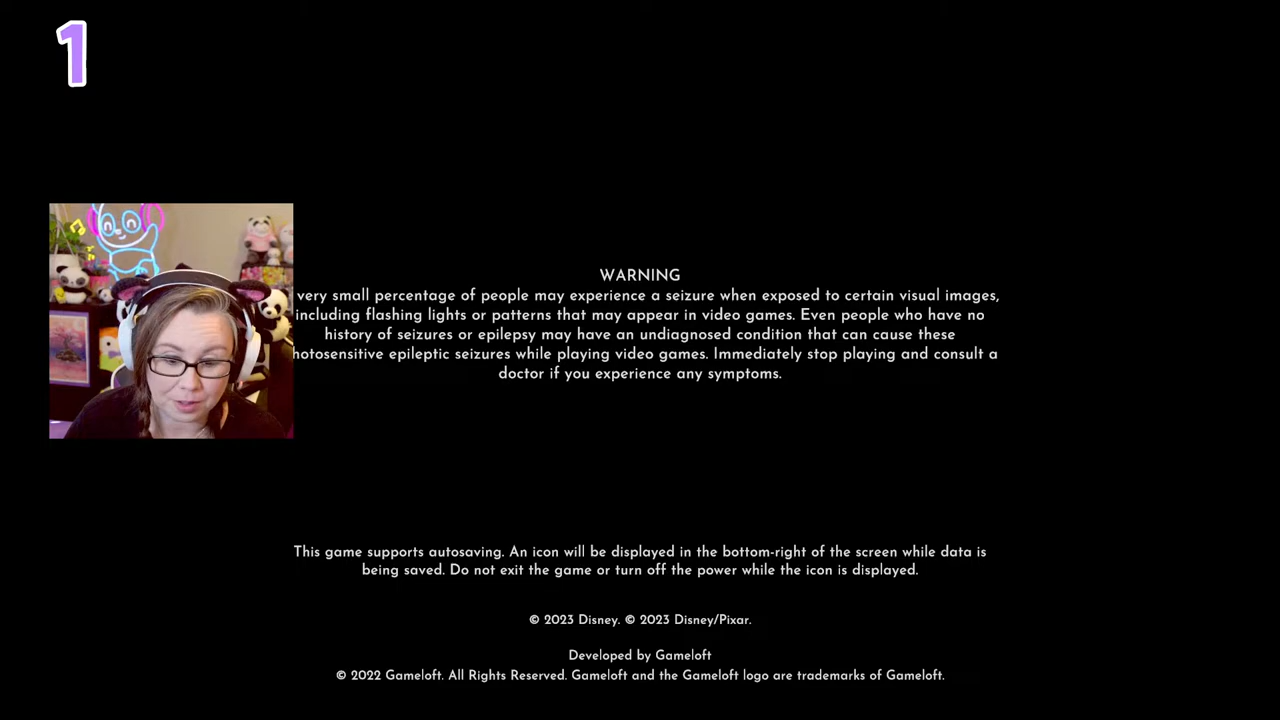 1
WARNING
very small percentage of people may experience a seizure when exposed to certain visual images,
including flashing lights or patterns that may appear in video games. Even people who have no
history of seizures or epilepsy may have an undiagnosed condition that can cause these
hotosensitive epileptic seizures while playing video games. Immediately stop playing and consult a
doctor if you experience any symptoms.
This game supports autosaving. An icon will be displayed in the bottom-right of the screen while data is
being saved. Do not exit the game or turn off the power while the icon is displayed.
© 2023 Disney. © 2023 Disney/Pixar.
Developed by Gameloft
© 2022 Gameloft. All Rights Reserved. Gameloft and the Gameloft logo are trademarks of Gameloft.